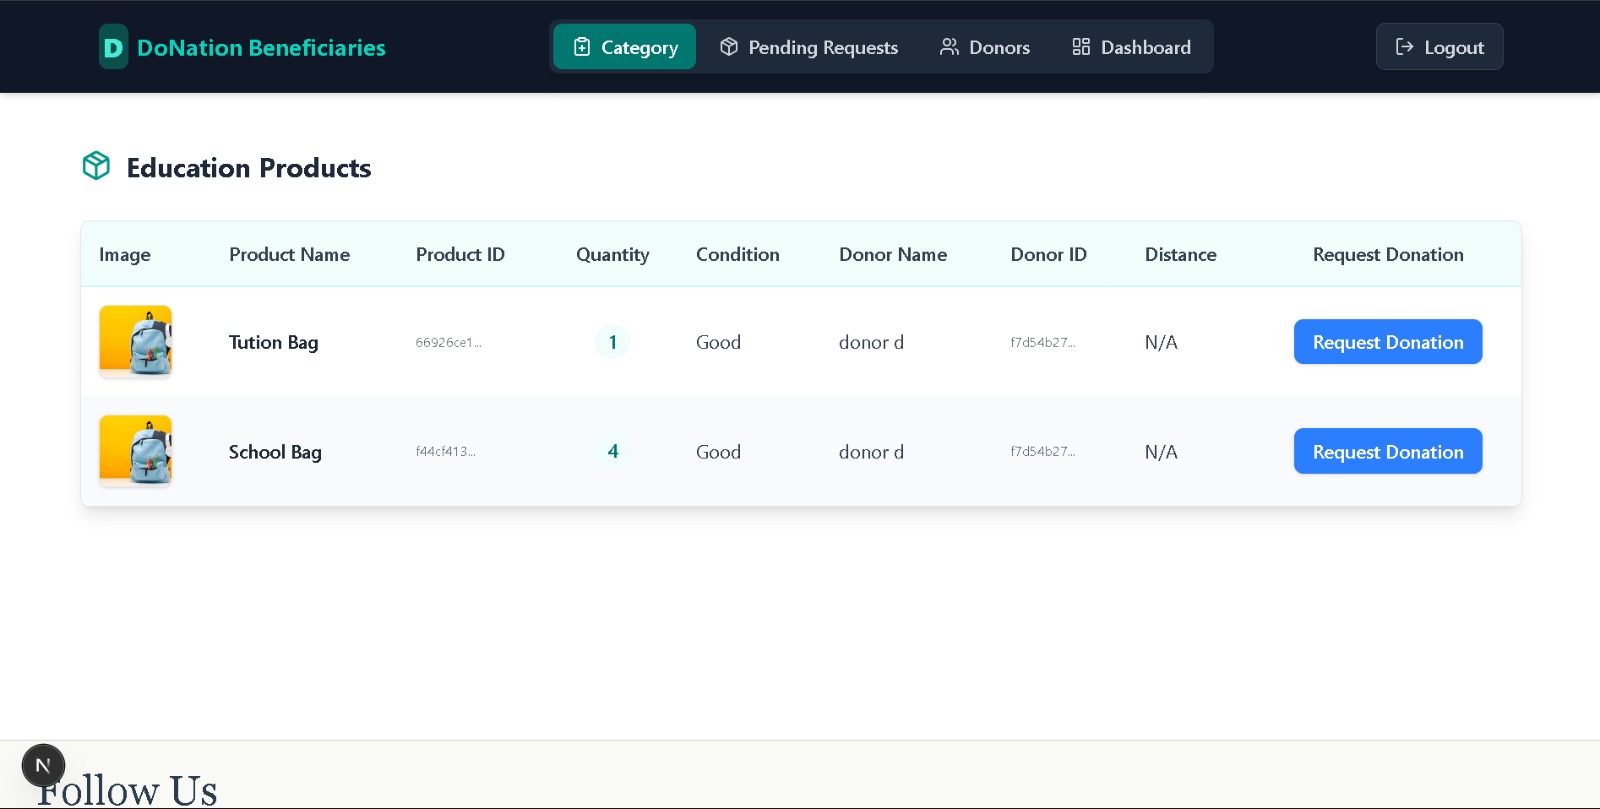 D DoNation Beneficiaries Category Pending Requests Donors Dashboard Logout
Education Products
Image Product Name Product ID Quantity Condition Donor Name Donor ID Distance Request Donation
Tution Bag 66926ce1... 1 Good donor d f7d54b27... N/A Request Donation
School Bag f44cf413... 4 Good donor d f7d54b27... N/A Request Donation
N
Follow Us